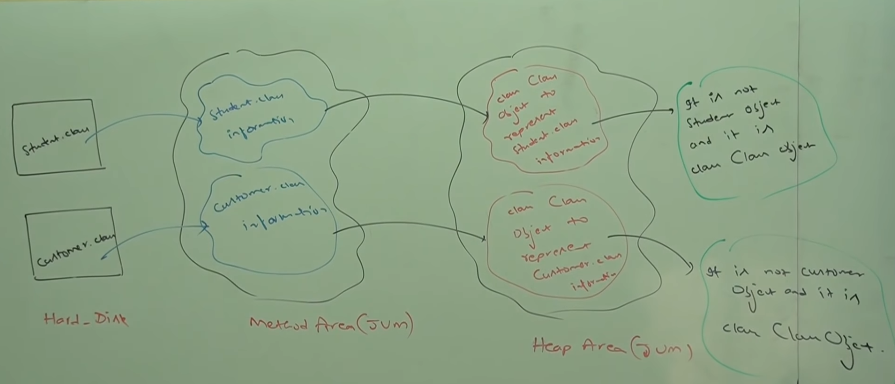 Student.class
Customer.class
Hard_Disk
Student.class
information
Customer.class
information
Method Area(JVM)
class Class
Object to
represent
Student.class
information
class Class
Object to
represent
Customer.class
information
Heap Area(JVM)
It is not
Student Object
and it is
class Class Object
It is not Customer
Object and it is
class Class Object.